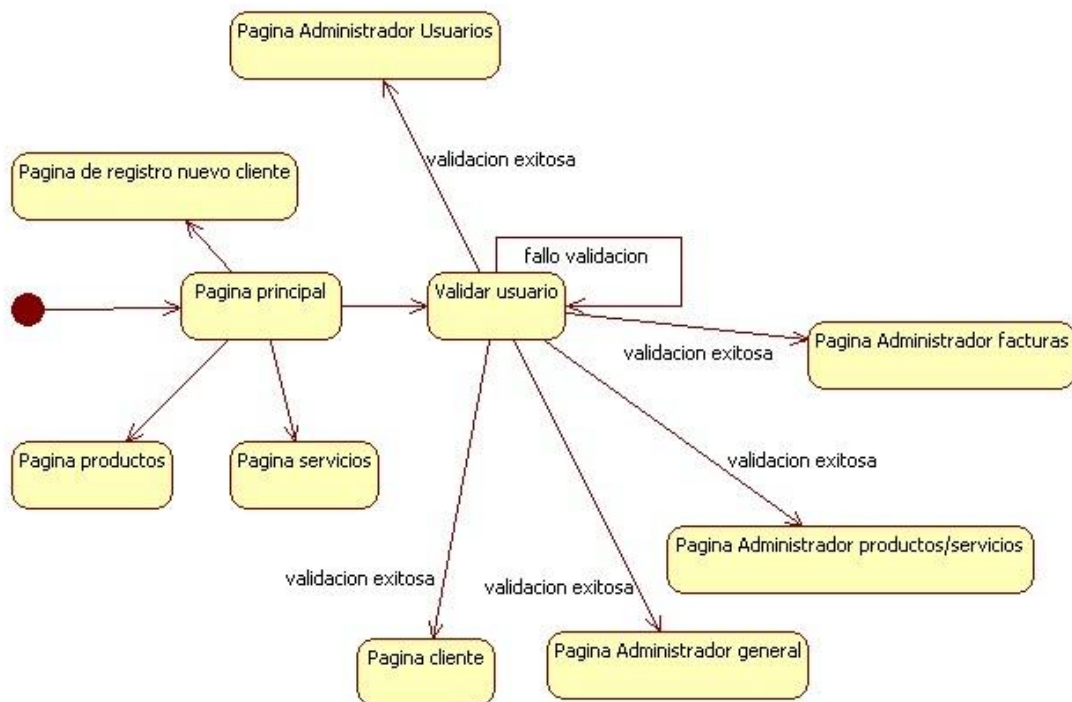 Pagina Administrador Usuarios
validacion exitosa
Pagina de registro nuevo cliente
fallo validacion
Pagina principal
Validar usuario
Pagina Administrador facturas
validacion exitosa
Pagina productos
Pagina servicios
validacion exitosa
Pagina Administrador productos/servicios
validacion exitosa
validacion exitosa
Pagina cliente
Pagina Administrador general